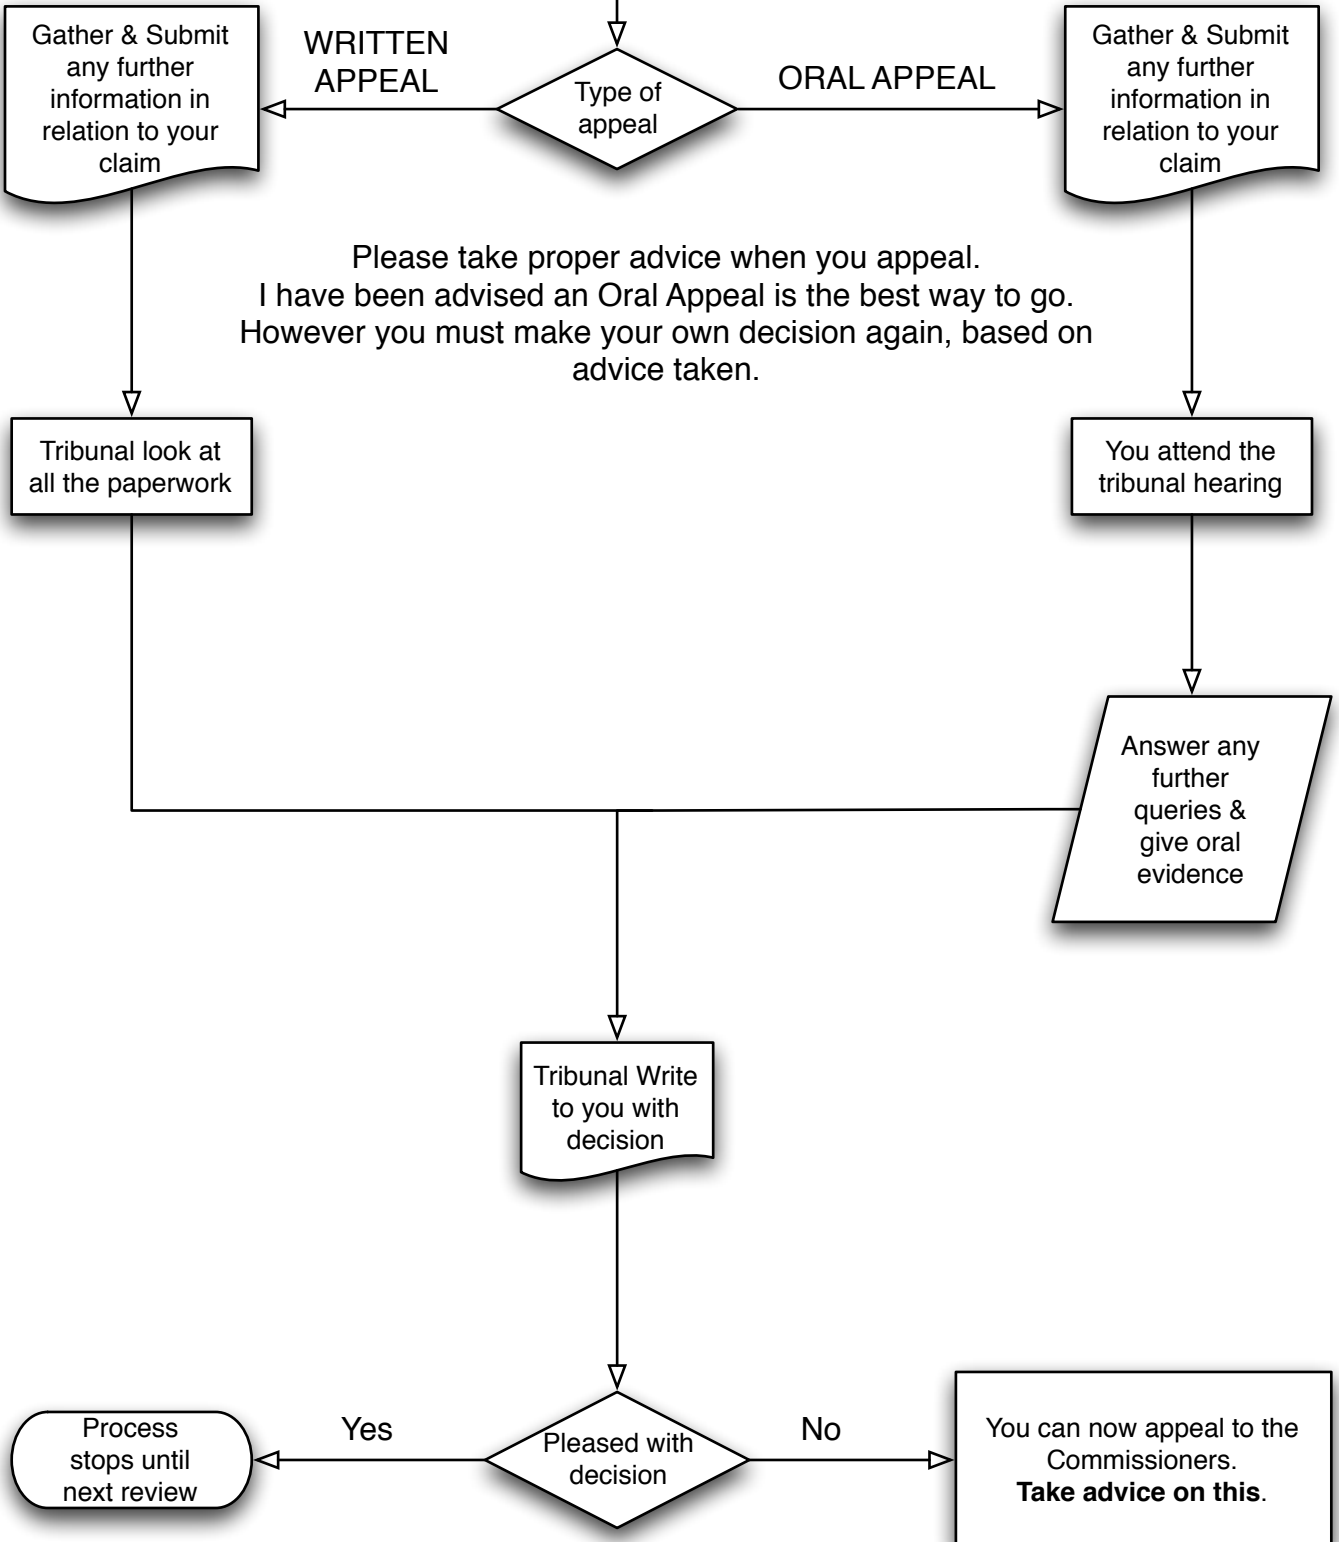 Gather & Submit
any further
information in
relation to your
claim
WRITTEN
APPEAL
Type of
appeal
ORAL APPEAL
Gather & Submit
any further
information in
relation to your
claim
Please take proper advice when you appeal.
I have been advised an Oral Appeal is the best way to go.
However you must make your own decision again, based on
advice taken.
Tribunal look at
all the paperwork
You attend the
tribunal hearing
Answer any
further
queries &
give oral
evidence
Tribunal Write
to you with
decision
Process
stops until
next review
Yes
Pleased with
decision
No
You can now appeal to the
Commissioners.
Take advice on this.